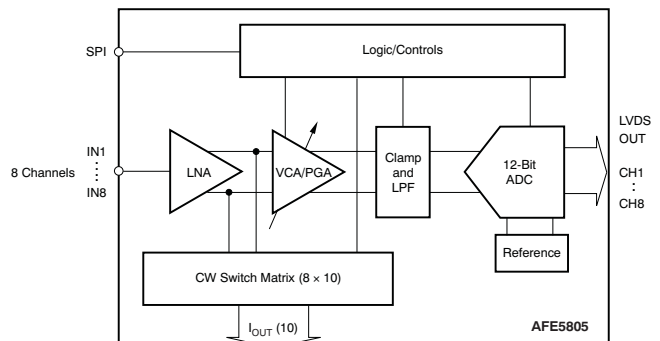 SPI
Logic/Controls
LVDS
OUT
IN1
8 Channels
IN8
LNA
VCA/PGA
Clamp
and
LPF
12-Bit
ADC
CH1
CH8
Reference
CW Switch Matrix (8 × 10)
IOUT (10)
AFE5805